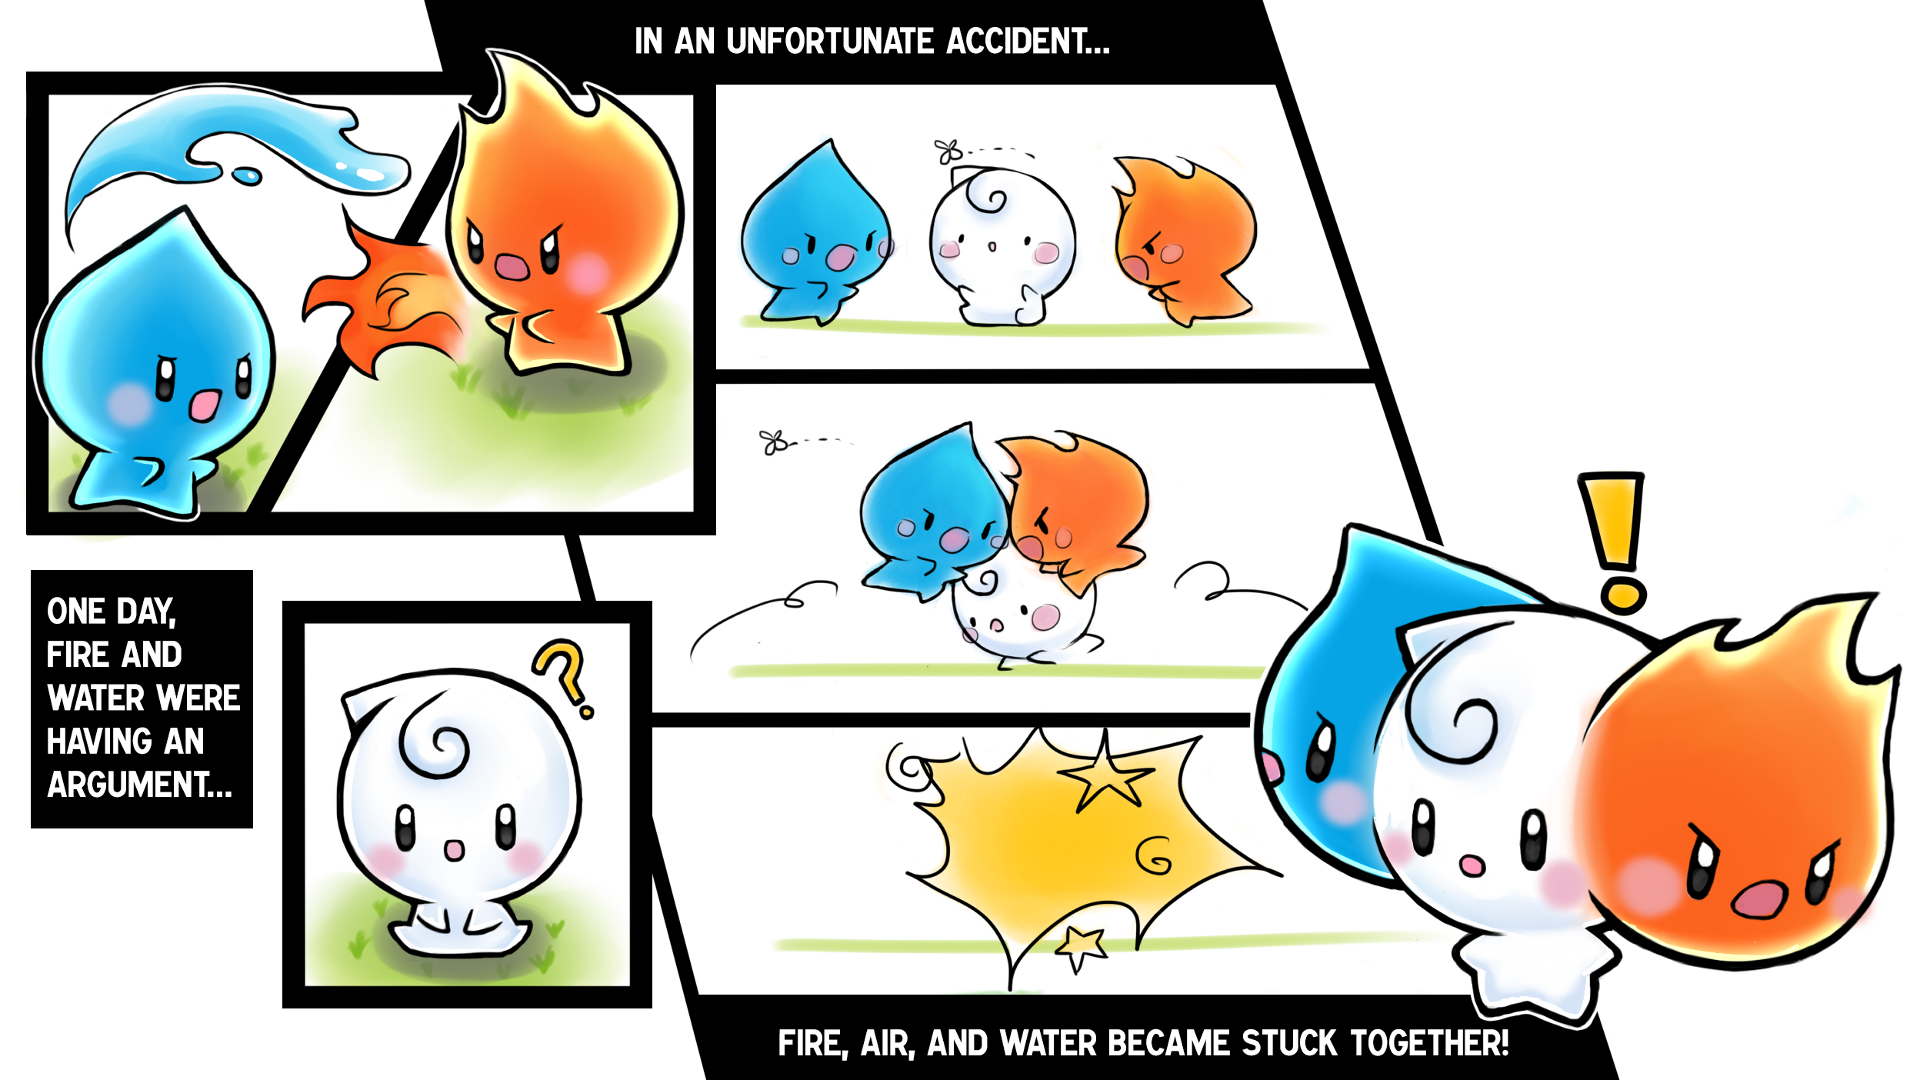 ONE DAY,
FIRE AND
WATER WERE
HAVING AN
ARGUMENT...
?
IN AN UNFORTUNATE ACCIDENT...
!
FIRE, AIR, AND WATER BECAME STUCK TOGETHER!